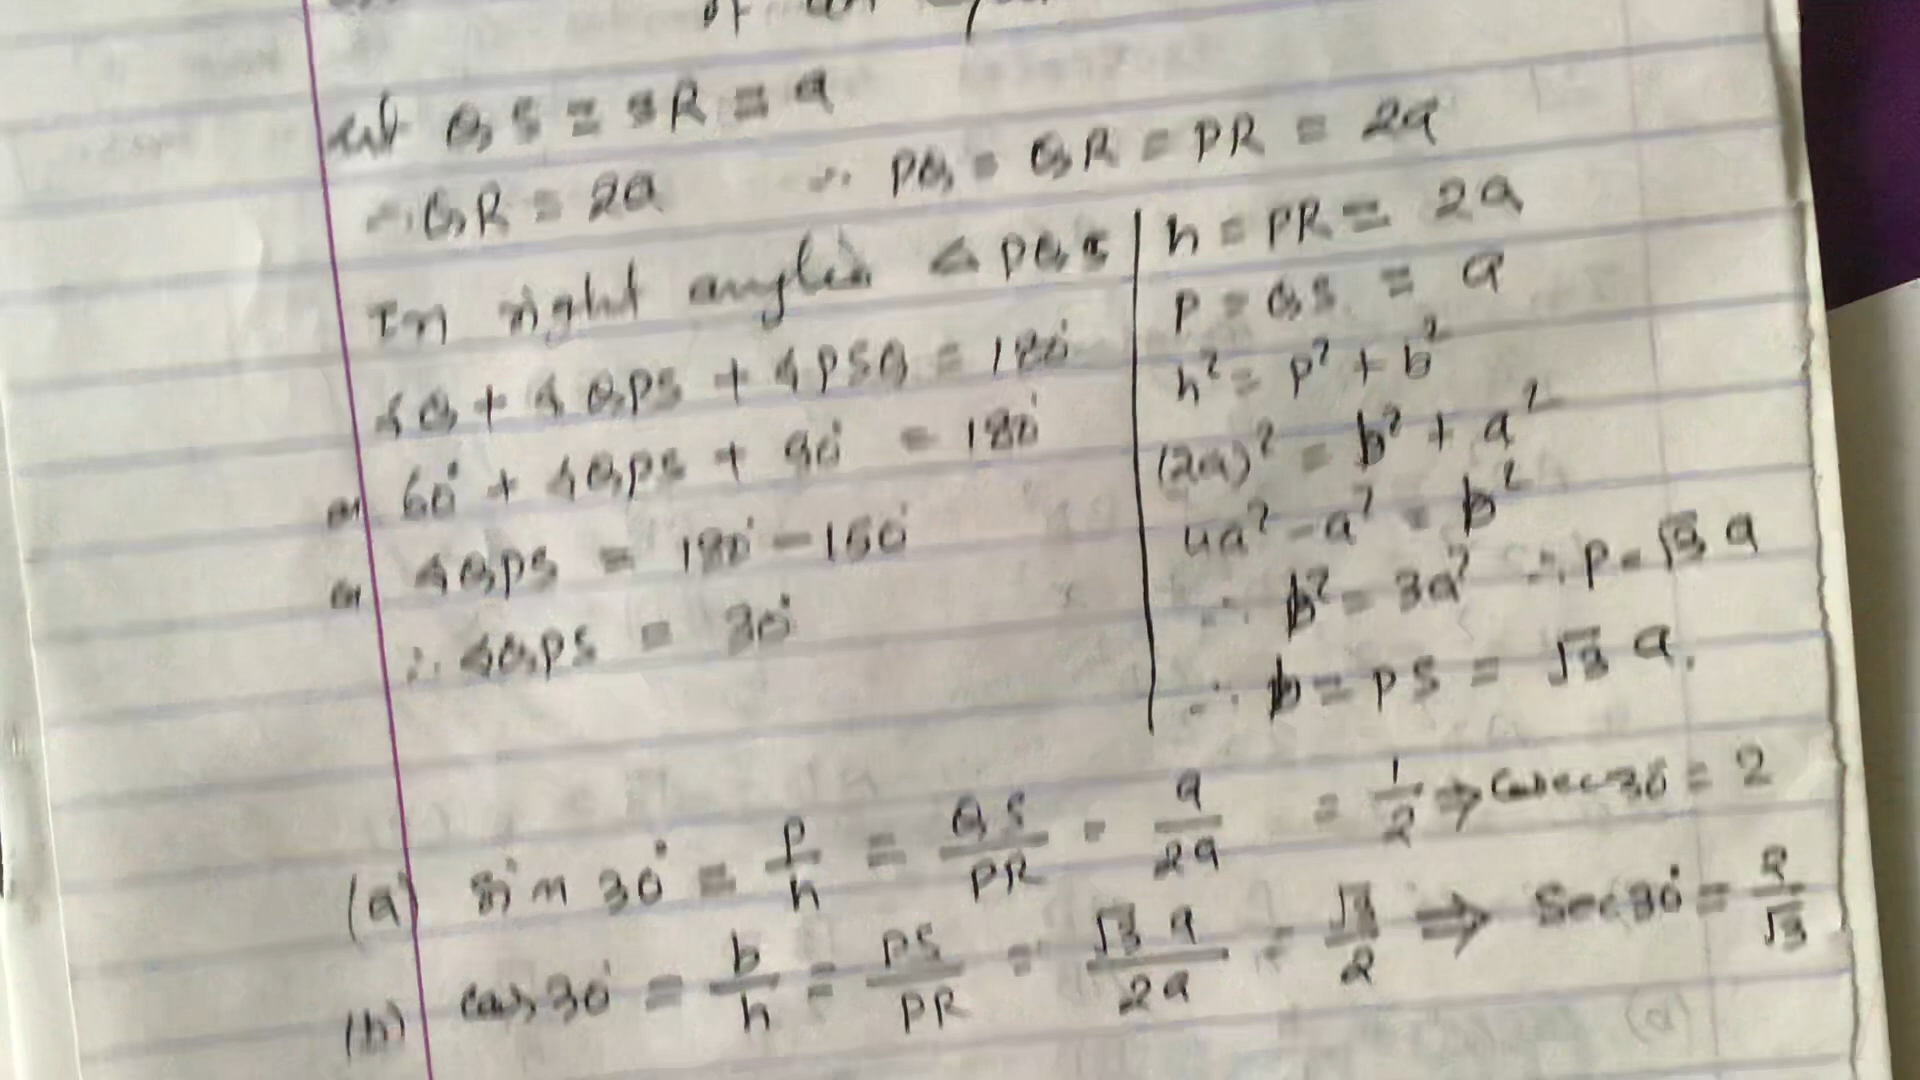 Let QS = SR = a
∴ QR = 2a ∴ PQ = QR = PR = 2a
In right angled △ PQS
∠Q + ∠QPS + ∠PSQ = 180°
or 60° + ∠QPS + 90° = 180°
or ∠QPS = 180° - 150°
∴ ∠QPS = 30°
h = PR = 2a
P = QS = a
h² = p² + b²
(2a)² = b² + a²
4a² - a² = b²
∴ b² = 3a² ∴ P = √3 a
∴ b = PS = √3 a.
(a) sin 30° = P/h = QS/PR = a/2a = 1/2 ⇒ Cosec 30° = 2
(b) Cos 30° = b/h = PS/PR = √3 a/2a = √3/2 ⇒ Sec 30° = 2/√3